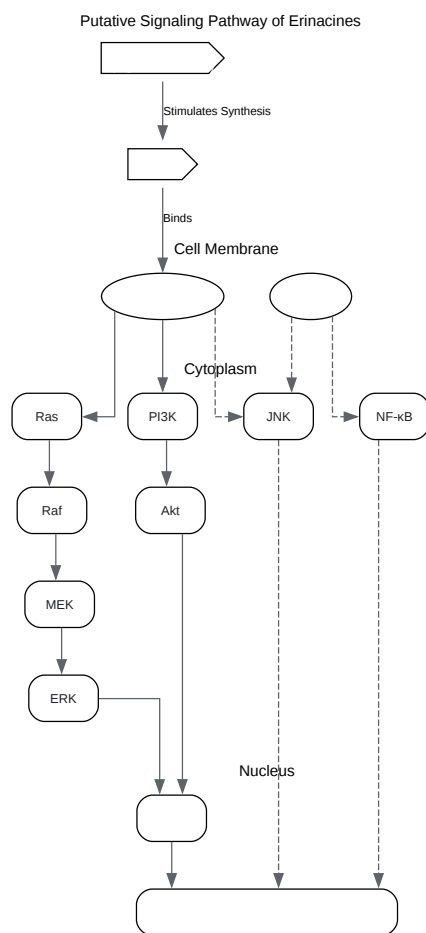 Putative Signaling Pathway of Erinacines
Stimulates Synthesis
Binds
Cell Membrane
Cytoplasm
Ras
PI3K
JNK
NF-κB
Raf
Akt
MEK
ERK
Nucleus